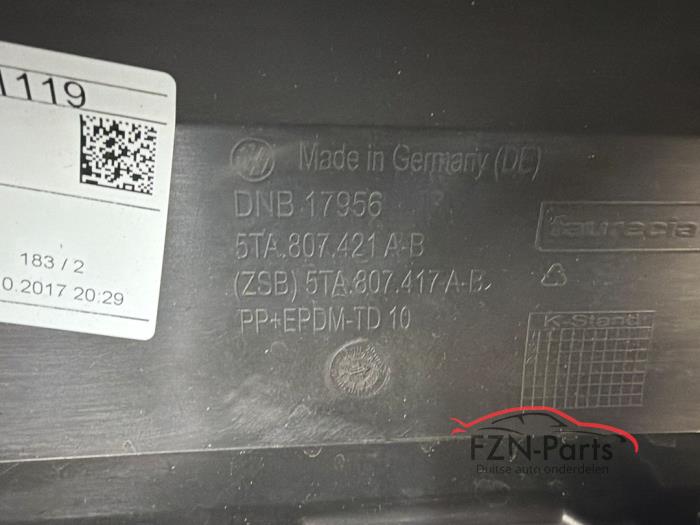 1119
183 / 2
0.2017 20:29
Made in Germany (DE)
DNB 17956
5TA.807.421 A-B
(ZSB) 5TA.807.417-A-B
PP+EPDM-TD 10
faurecia
K-Stand
FZN-Parts
Duitse auto onderdelen